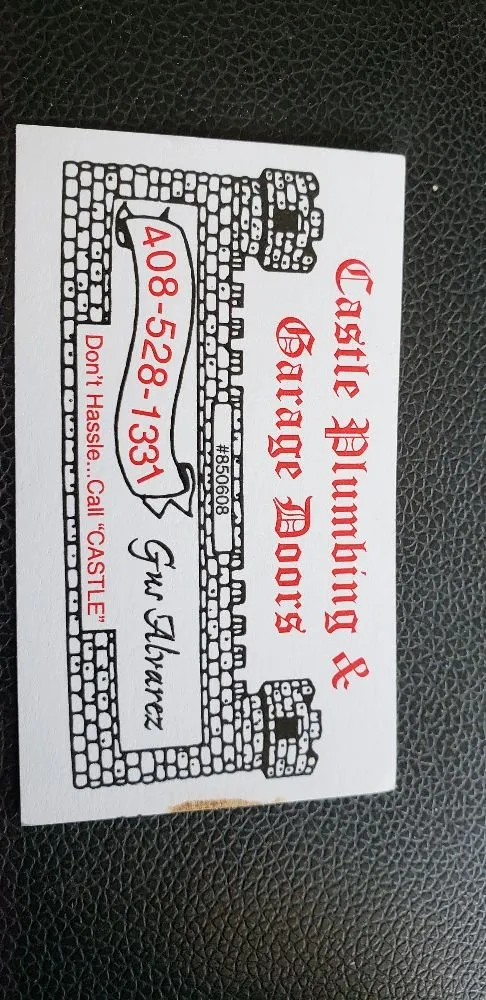 Castle Plumbing &
Garage Doors
#850608
408-528-1331
Gus Alvarez
Don't Hassle...Call "CASTLE"